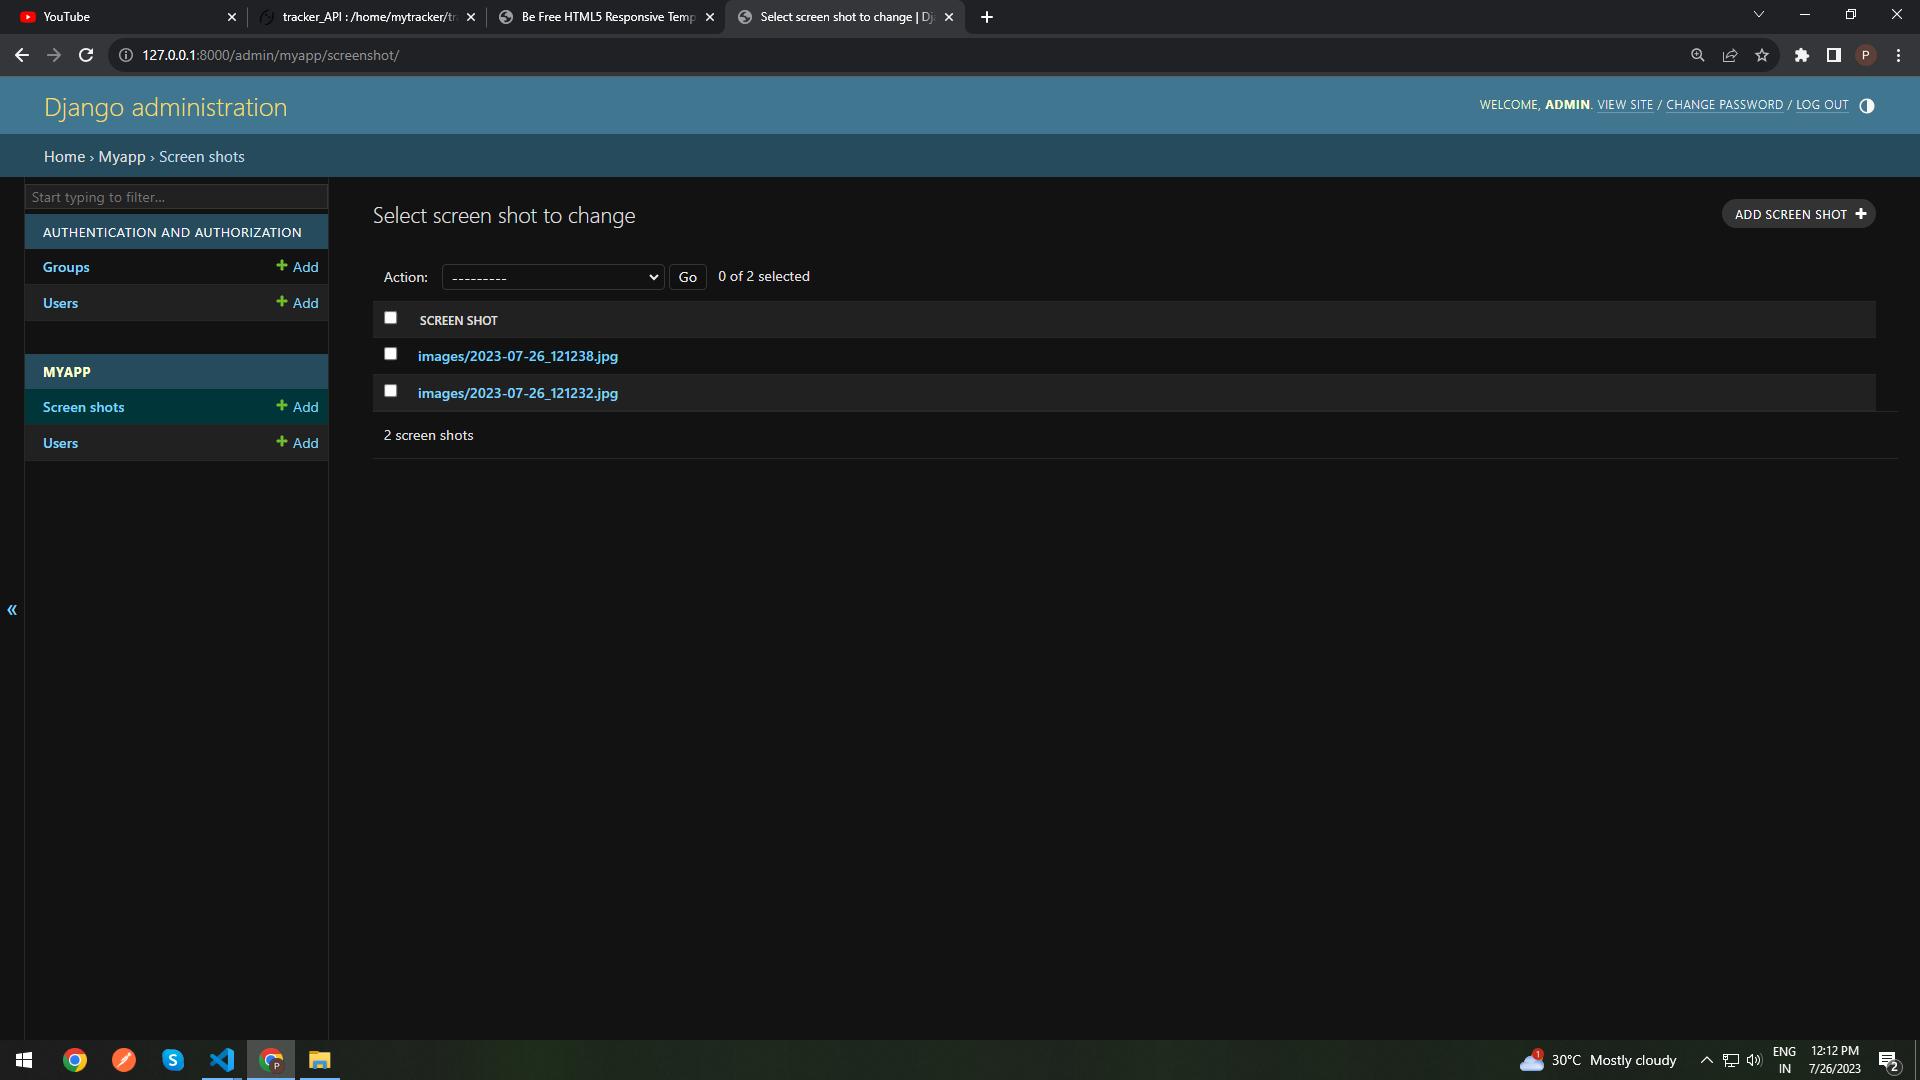 YouTube
tracker_API : /home/mytracker/tr
Be Free HTML5 Responsive Temp
Select screen shot to change | Dj
127.0.0.1:8000/admin/myapp/screenshot/
P
Django administration
WELCOME, ADMIN. VIEW SITE / CHANGE PASSWORD / LOG OUT
Home › Myapp › Screen shots
Start typing to filter...
AUTHENTICATION AND AUTHORIZATION
Groups
Add
Users
Add
MYAPP
Screen shots
Add
Users
Add
«
Select screen shot to change
ADD SCREEN SHOT
Action:
---------
Go
0 of 2 selected
SCREEN SHOT
images/2023-07-26_121238.jpg
images/2023-07-26_121232.jpg
2 screen shots
S
P
1
30°C Mostly cloudy
ENG
IN
12:12 PM
7/26/2023
2